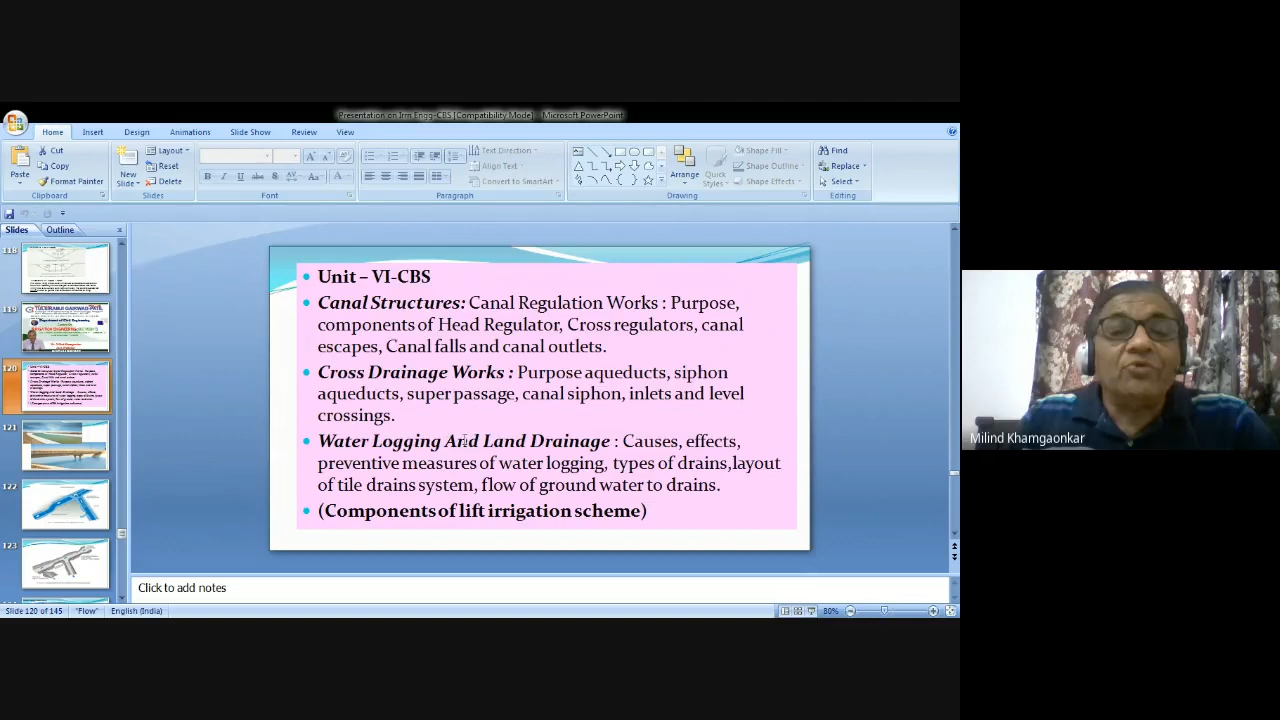 Presentation on Irri Engg-CBS [Compatibility Mode] - Microsoft PowerPoint
Home Insert Design Animations Slide Show Review View
Paste
Cut
Copy
Format Painter
Clipboard
New Slide
Layout
Reset
Delete
Slides
Font
Text Direction
Align Text
Convert to SmartArt
Paragraph
Arrange
Quick Styles
Shape Fill
Shape Outline
Shape Effects
Drawing
Find
Replace
Select
Editing
Slides Outline
118
119
120
121
122
123
Unit – VI-CBS
Canal Structures: Canal Regulation Works : Purpose,
components of Head Regulator, Cross regulators, canal
escapes, Canal falls and canal outlets.
Cross Drainage Works : Purpose aqueducts, siphon
aqueducts, super passage, canal siphon, inlets and level
crossings.
Water Logging And Land Drainage : Causes, effects,
preventive measures of water logging, types of drains,layout
of tile drains system, flow of ground water to drains.
(Components of lift irrigation scheme)
Click to add notes
Slide 120 of 145 "Flow" English (India) 80%
Milind Khamgaonkar